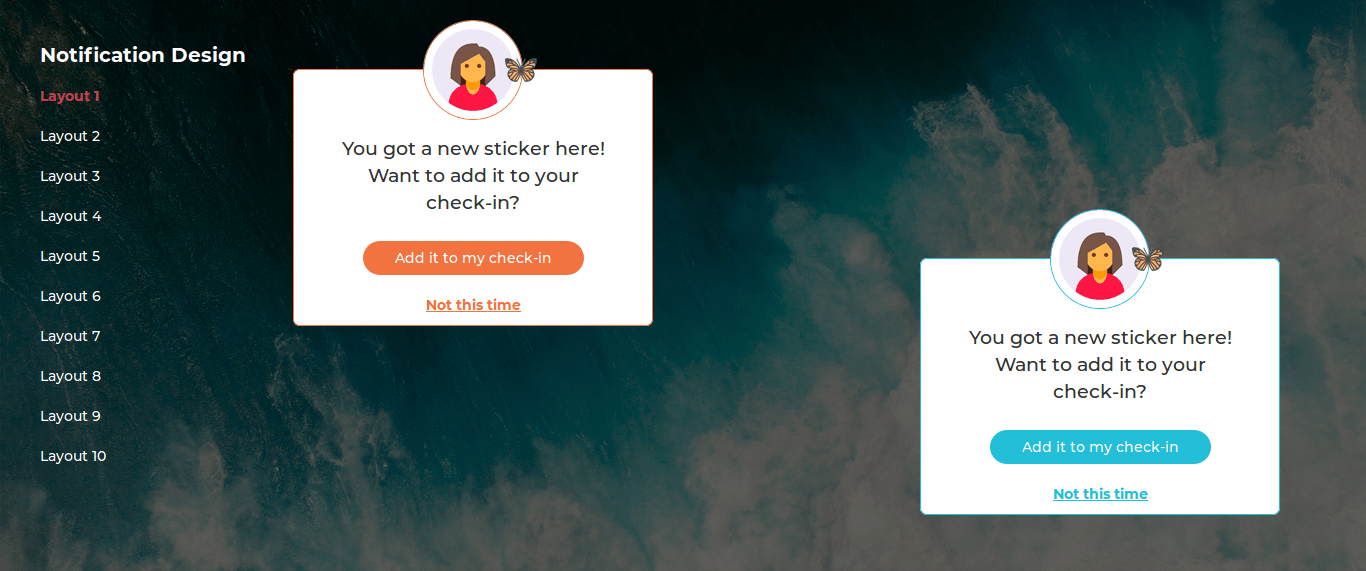 Notification Design
Layout 1
Layout 2
Layout 3
Layout 4
Layout 5
Layout 6
Layout 7
Layout 8
Layout 9
Layout 10
You got a new sticker here!
Want to add it to your
check-in?
Add it to my check-in
Not this time
You got a new sticker here!
Want to add it to your
check-in?
Add it to my check-in
Not this time